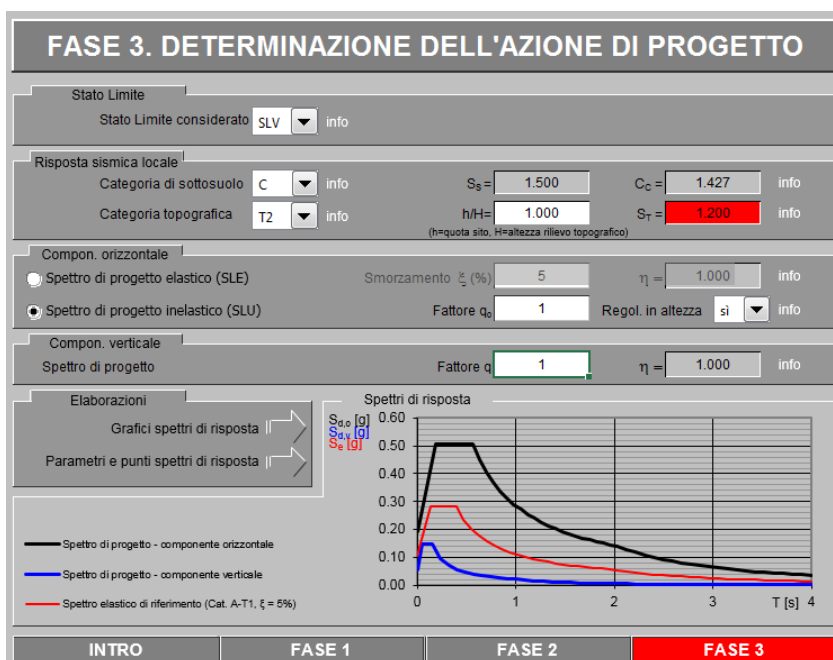 FASE 3. DETERMINAZIONE DELL'AZIONE DI PROGETTO
Stato Limite
Stato Limite considerato SLV info
Risposta sismica locale
Categoria di sottosuolo C info SS = 1.500 CC = 1.427 info
Categoria topografica T2 info h/H= 1.000 ST = 1.200 info
(h=quota sito, H=altezza rilievo topografico)
Compon. orizzontale
Spettro di progetto elastico (SLE) Smorzamento ξ (%) 5 η = 1.000 info
Spettro di progetto inelastico (SLU) Fattore qo 1 Regol. in altezza sì info
Compon. verticale
Spettro di progetto Fattore q 1 η = 1.000 info
Elaborazioni
Grafici spettri di risposta
Parametri e punti spettri di risposta
Spettri di risposta
Sd,o [g]
Sd,v [g]
Se [g]
0.60
0.50
0.40
0.30
0.20
0.10
0.00
0 1 2 3 T [s] 4
Spettro di progetto - componente orizzontale
Spettro di progetto - componente verticale
Spettro elastico di riferimento (Cat. A-T1, ξ = 5%)
INTRO FASE 1 FASE 2 FASE 3